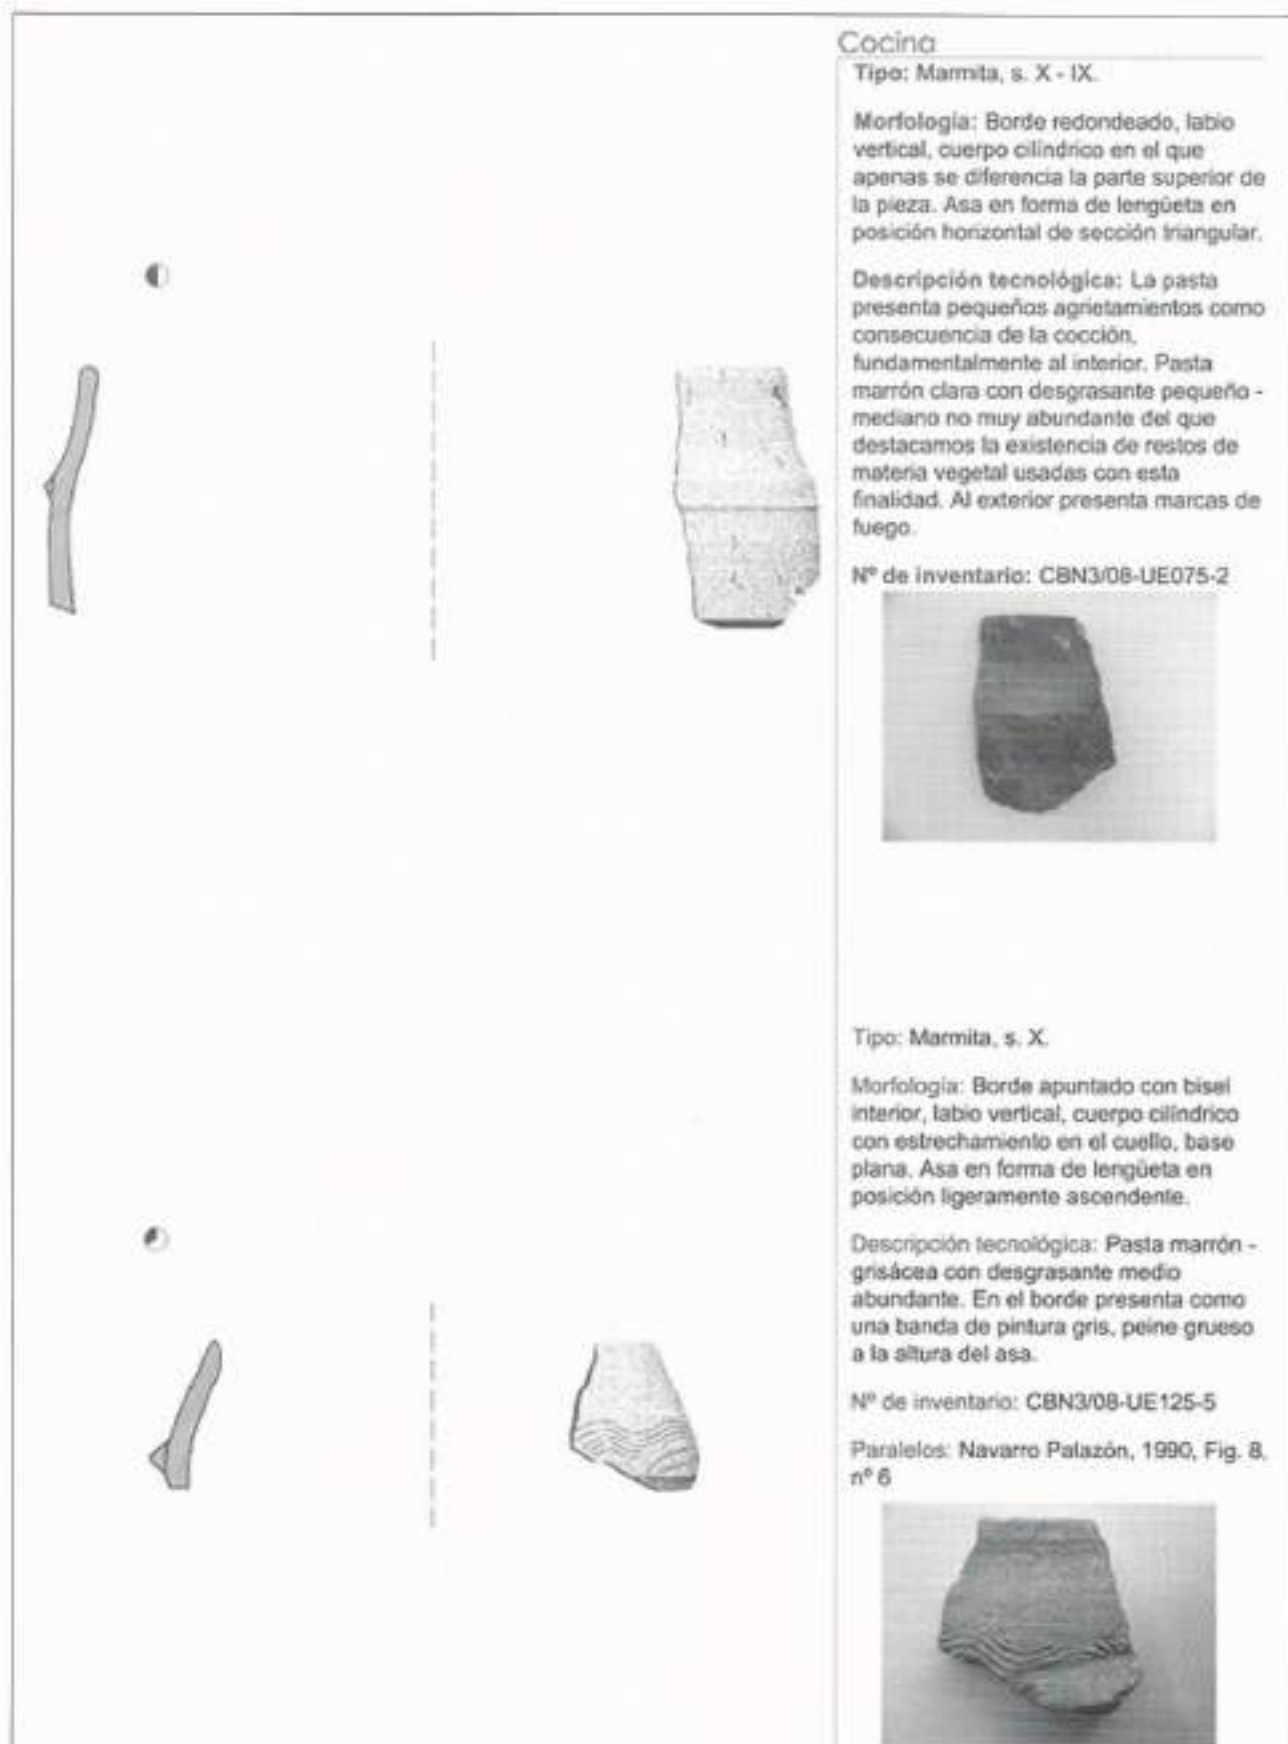 Cocina
Tipo: Marmita, s. X - IX.
Morfología: Borde redondeado, labio
vertical, cuerpo cilíndrico en el que
apenas se diferencia la parte superior de
la pieza. Asa en forma de lengüeta en
posición horizontal de sección triangular.
Descripción tecnológica: La pasta
presenta pequeños agrietamientos como
consecuencia de la cocción,
fundamentalmente al interior. Pasta
marrón clara con desgrasante pequeño -
mediano no muy abundante del que
destacamos la existencia de restos de
materia vegetal usadas con esta
finalidad. Al exterior presenta marcas de
fuego.
Nº de inventario: CBN3/08-UE075-2
Tipo: Marmita, s. X.
Morfología: Borde apuntado con bisel
interior, labio vertical, cuerpo cilíndrico
con estrechamiento en el cuello, base
plana. Asa en forma de lengüeta en
posición ligeramente ascendente.
Descripción tecnológica: Pasta marrón -
grisácea con desgrasante medio
abundante. En el borde presenta como
una banda de pintura gris, peine grueso
a la altura del asa.
Nº de inventario: CBN3/08-UE125-5
Paralelos: Navarro Palazón, 1990, Fig. 8,
nº 6